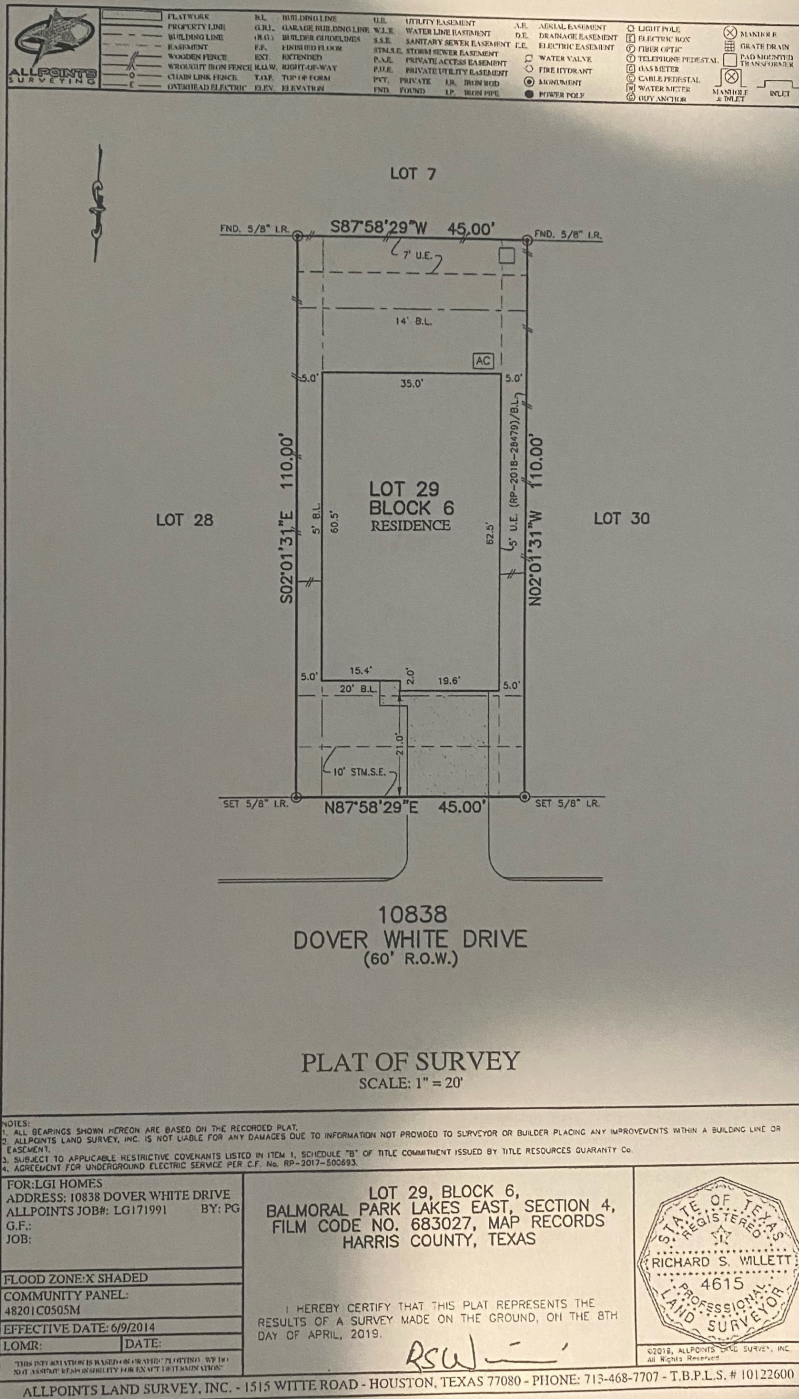 ALLPOINTS
SURVEYING
FLATWORK
PROPERTY LINE
BUILDING LINE
EASEMENT
WOODEN FENCE
WROUGHT IRON FENCE
CHAIN LINK FENCE
OVERHEAD ELECTRIC
B.L. BUILDING LINE
G.B.L. GARAGE BUILDING LINE
(B.G.) BUILDER GUIDELINES
F.F. FINISHED FLOOR
EXT. EXTENDED
R.O.W. RIGHT-OF-WAY
T.O.F. TOP OF FORM
ELEV. ELEVATION
U.E. UTILITY EASEMENT
W.L.E. WATER LINE EASEMENT
S.S.E. SANITARY SEWER EASEMENT
STM.S.E. STORM SEWER EASEMENT
P.A.E. PRIVATE ACCESS EASEMENT
P.U.E. PRIVATE UTILITY EASEMENT
PVT. PRIVATE I.R. IRON ROD
FND. FOUND I.P. IRON PIPE
A.E. AERIAL EASEMENT
D.E. DRAINAGE EASEMENT
E.E. ELECTRIC EASEMENT
WATER VALVE
FIRE HYDRANT
MONUMENT
POWER POLE
LIGHT POLE
ELECTRIC BOX
FIBER OPTIC
TELEPHONE PEDESTAL
GAS METER
CABLE PEDESTAL
WATER METER
GUY ANCHOR
MANHOLE
GRATE DRAIN
PAD MOUNTED
TRANSFORMER
MANHOLE
& INLET
INLET
LOT 7
FND. 5/8" I.R.
S87°58'29"W 45.00'
FND. 5/8" I.R.
7' U.E.
14' B.L.
AC
5.0'
35.0'
5.0'
S02°01'31"E 110.00'
5' B.L.
60.5'
LOT 28
LOT 29
BLOCK 6
RESIDENCE
62.5'
5' U.E. (RP-2018-28479)/B.L.
N02°01'31"W 110.00'
LOT 30
5.0'
15.4'
2.0'
19.6'
5.0'
20' B.L.
21.0'
10' STM.S.E.
SET 5/8" I.R.
N87°58'29"E 45.00'
SET 5/8" I.R.
10838
DOVER WHITE DRIVE
(60' R.O.W.)
PLAT OF SURVEY
SCALE: 1" = 20'
NOTES:
1. ALL BEARINGS SHOWN HEREON ARE BASED ON THE RECORDED PLAT.
2. ALLPOINTS LAND SURVEY, INC. IS NOT LIABLE FOR ANY DAMAGES DUE TO INFORMATION NOT PROVIDED TO SURVEYOR OR BUILDER PLACING ANY IMPROVEMENTS WITHIN A BUILDING LINE OR
EASEMENT.
3. SUBJECT TO APPLICABLE RESTRICTIVE COVENANTS LISTED IN ITEM 1, SCHEDULE "B" OF TITLE COMMITMENT ISSUED BY TITLE RESOURCES GUARANTY Co.
4. AGREEMENT FOR UNDERGROUND ELECTRIC SERVICE PER C.F. No. RP-2017-500693.
FOR:LGI HOMES
ADDRESS: 10838 DOVER WHITE DRIVE
ALLPOINTS JOB#: LG171991 BY: PG
G.F.:
JOB:
FLOOD ZONE:X SHADED
COMMUNITY PANEL:
48201C0505M
EFFECTIVE DATE: 6/9/2014
LOMR: DATE:
"THIS INFORMATION IS BASED ON GRAPHIC PLOTTING. WE DO
NOT ASSUME RESPONSIBILITY FOR EXACT DETERMINATION"
LOT 29, BLOCK 6,
BALMORAL PARK LAKES EAST, SECTION 4,
FILM CODE NO. 683027, MAP RECORDS
HARRIS COUNTY, TEXAS
I HEREBY CERTIFY THAT THIS PLAT REPRESENTS THE
RESULTS OF A SURVEY MADE ON THE GROUND, ON THE 8TH
DAY OF APRIL, 2019.
STATE OF TEXAS
REGISTERED
RICHARD S. WILLETT
4615
PROFESSIONAL
LAND SURVEYOR
©2018, ALLPOINTS LAND SURVEY, INC.
All Rights Reserved
ALLPOINTS LAND SURVEY, INC. - 1515 WITTE ROAD - HOUSTON, TEXAS 77080 - PHONE: 713-468-7707 - T.B.P.L.S. # 10122600